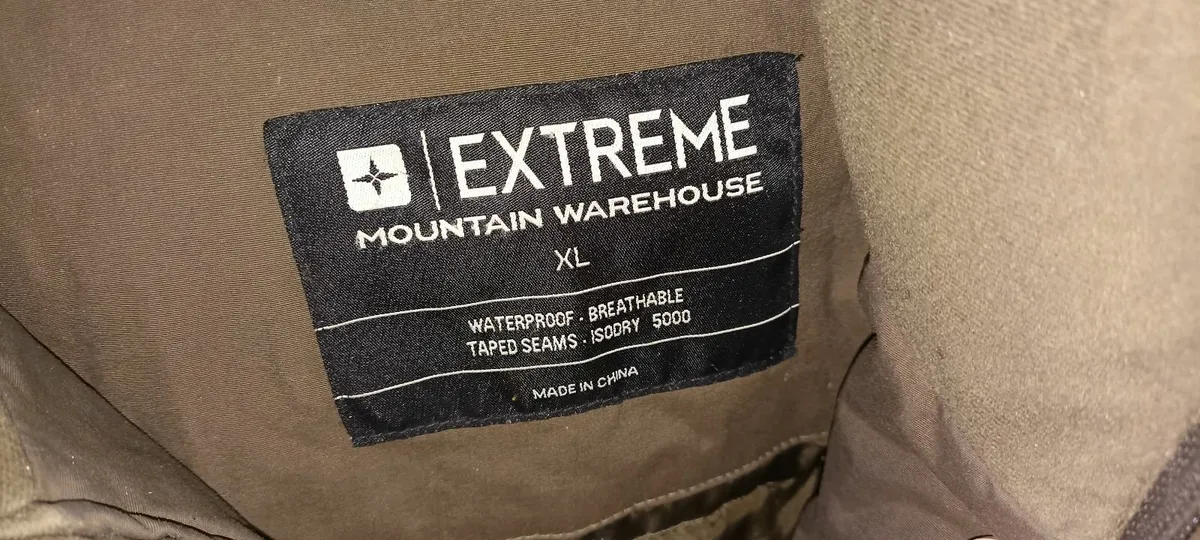 EXTREME
MOUNTAIN WAREHOUSE
XL
WATERPROOF · BREATHABLE
TAPED SEAMS · ISODRY 5000
MADE IN CHINA